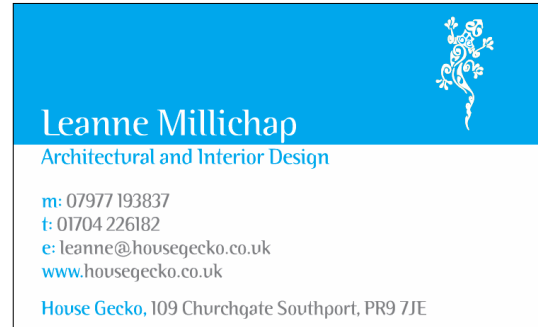 Leanne Millichap
Architectural and Interior Design
m: 07977 193837
t: 01704 226182
e: leanne@housegecko.co.uk
www.housegecko.co.uk
House Gecko, 109 Churchgate Southport, PR9 7JE